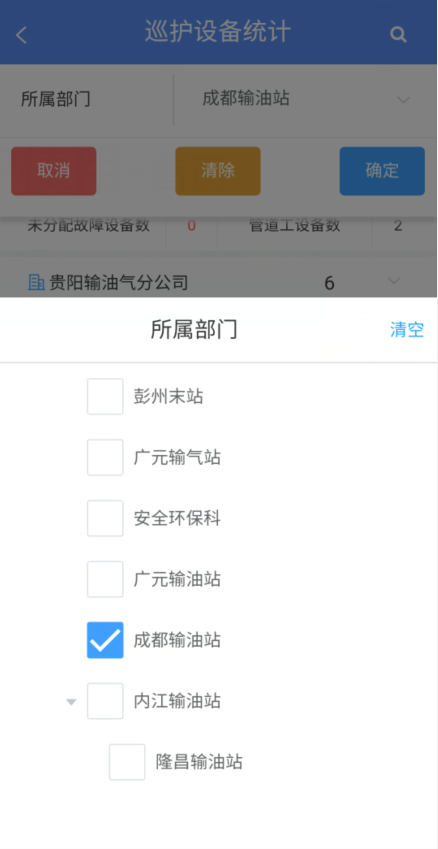 巡护设备统计
所属部门 成都输油站
取消 清除 确定
未分配故障设备数 0 管道工设备数 2
贵阳输油气分公司 6
所属部门 清空
彭州末站
广元输气站
安全环保科
广元输油站
成都输油站
内江输油站
隆昌输油站